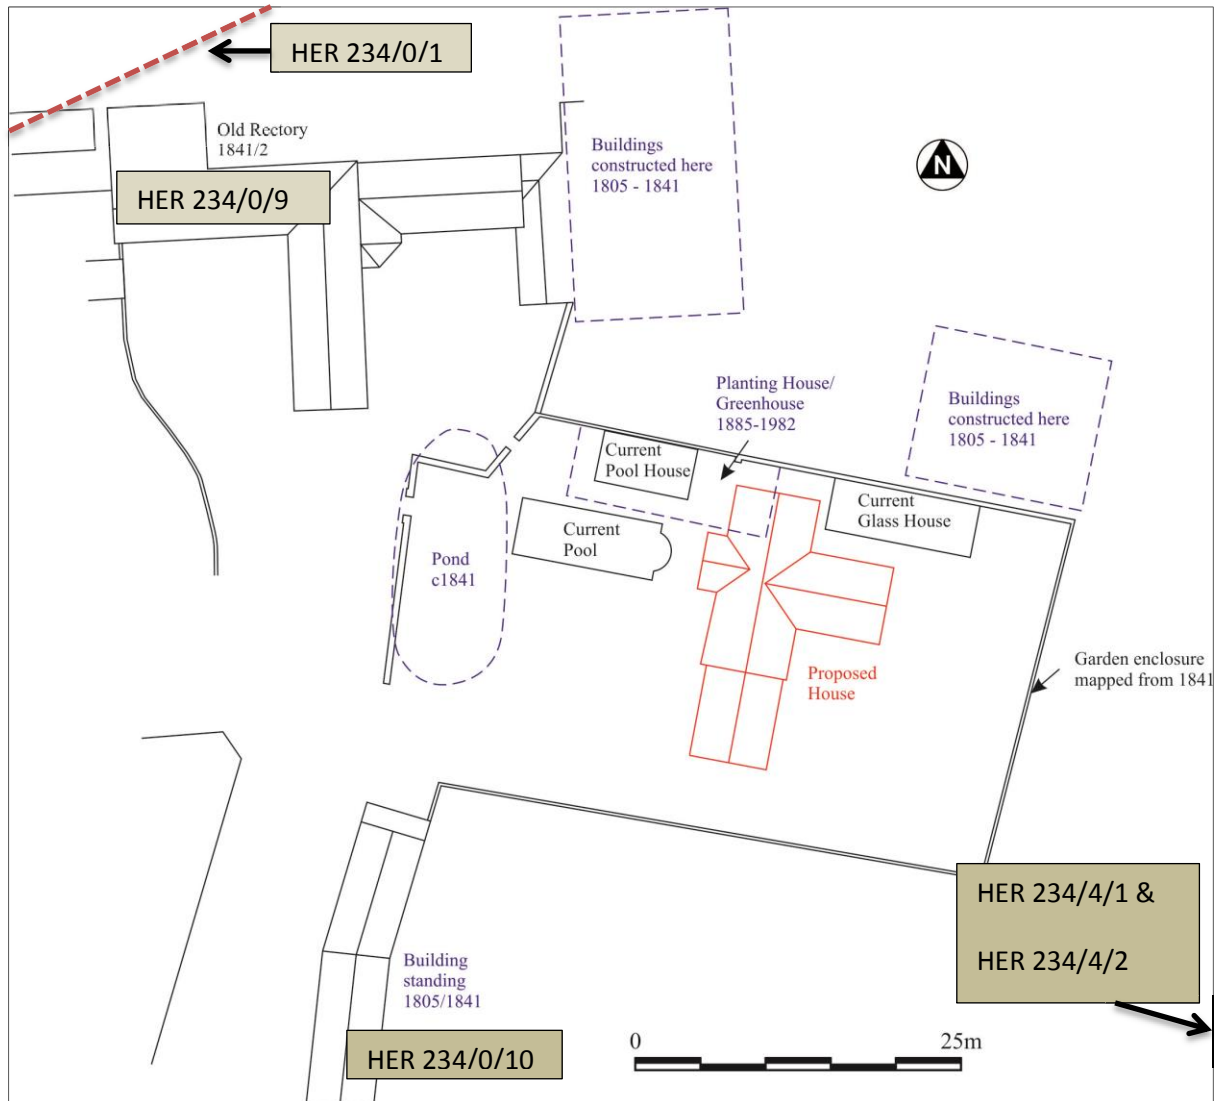 HER 234/0/1
Old Rectory
1841/2
HER 234/0/9
Buildings
constructed here
1805 - 1841
N
Planting House/
Greenhouse
1885-1982
Buildings
constructed here
1805 - 1841
Current
Pool House
Current
Glass House
Current
Pool
Pond
c1841
Proposed
House
Garden enclosure
mapped from 1841
HER 234/4/1 &
HER 234/4/2
Building
standing
1805/1841
HER 234/0/10
0 25m